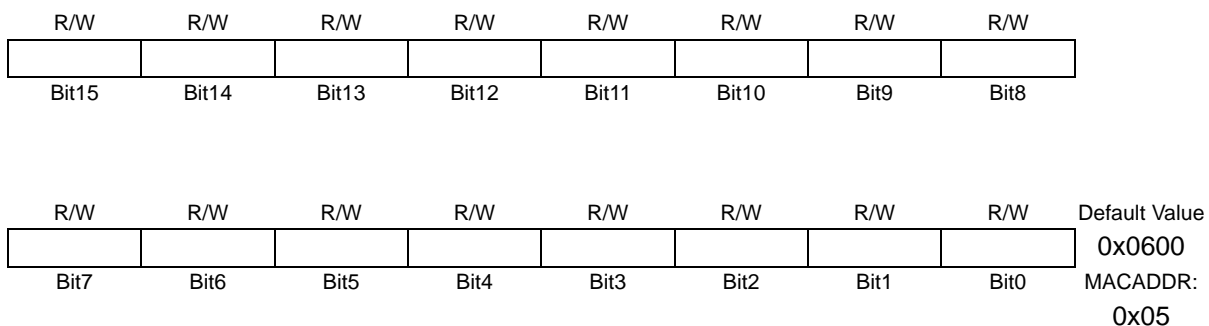 R/W R/W R/W R/W R/W R/W R/W R/W
Bit15 Bit14 Bit13 Bit12 Bit11 Bit10 Bit9 Bit8
R/W R/W R/W R/W R/W R/W R/W R/W Default Value
0x0600
Bit7 Bit6 Bit5 Bit4 Bit3 Bit2 Bit1 Bit0 MACADDR:
0x05